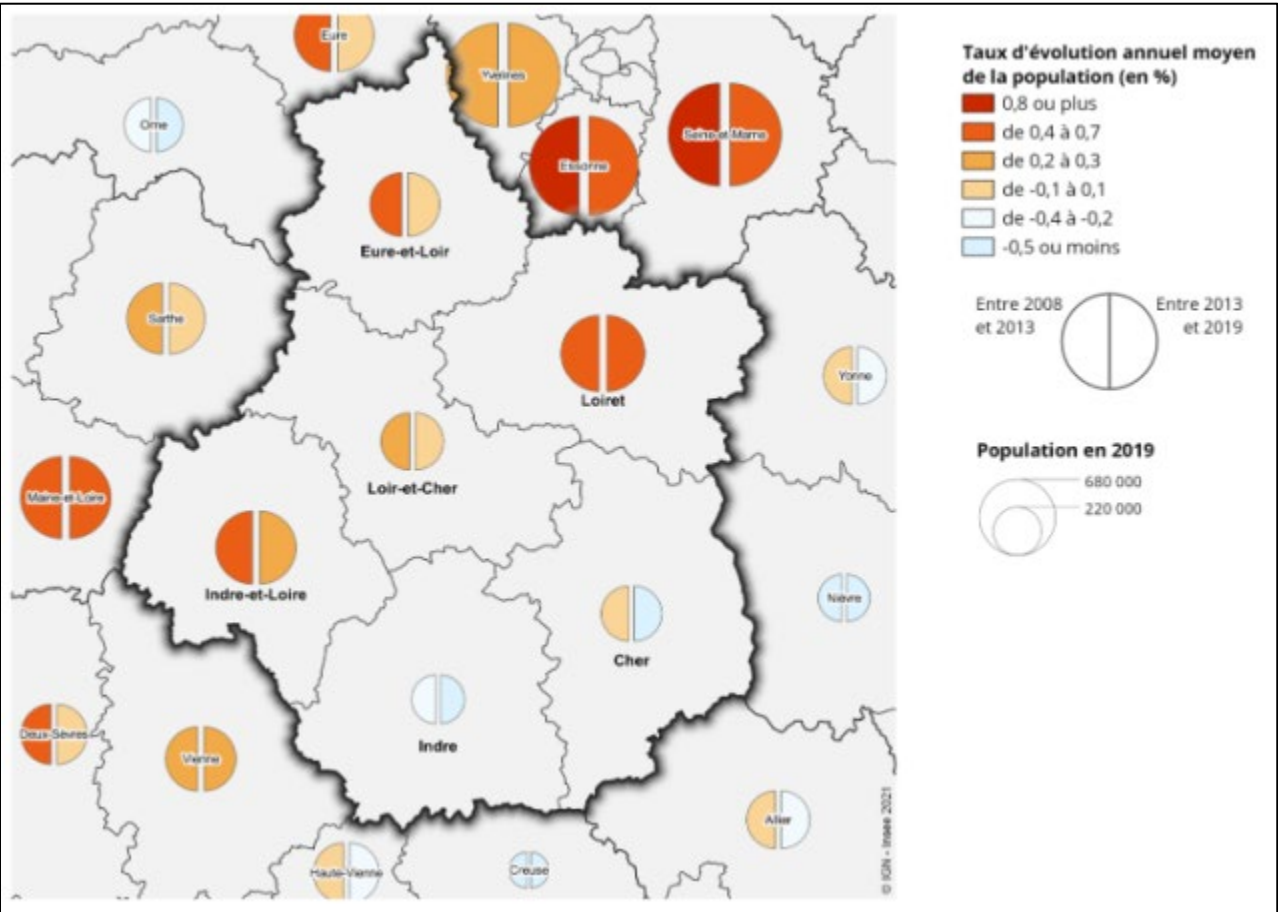 Eure
Yvelines
Orne
Essonne
Seine-et-Marne
Eure-et-Loir
Sarthe
Loiret
Yonne
Loir-et-Cher
Maine-et-Loire
Indre-et-Loire
Nièvre
Cher
Deux-Sèvres
Vienne
Indre
Allier
Haute-Vienne
Creuse
© IGN - Insee 2021
Taux d'évolution annuel moyen
de la population (en %)
0,8 ou plus
de 0,4 à 0,7
de 0,2 à 0,3
de -0,1 à 0,1
de -0,4 à -0,2
-0,5 ou moins
Entre 2008
et 2013
Entre 2013
et 2019
Population en 2019
680 000
220 000